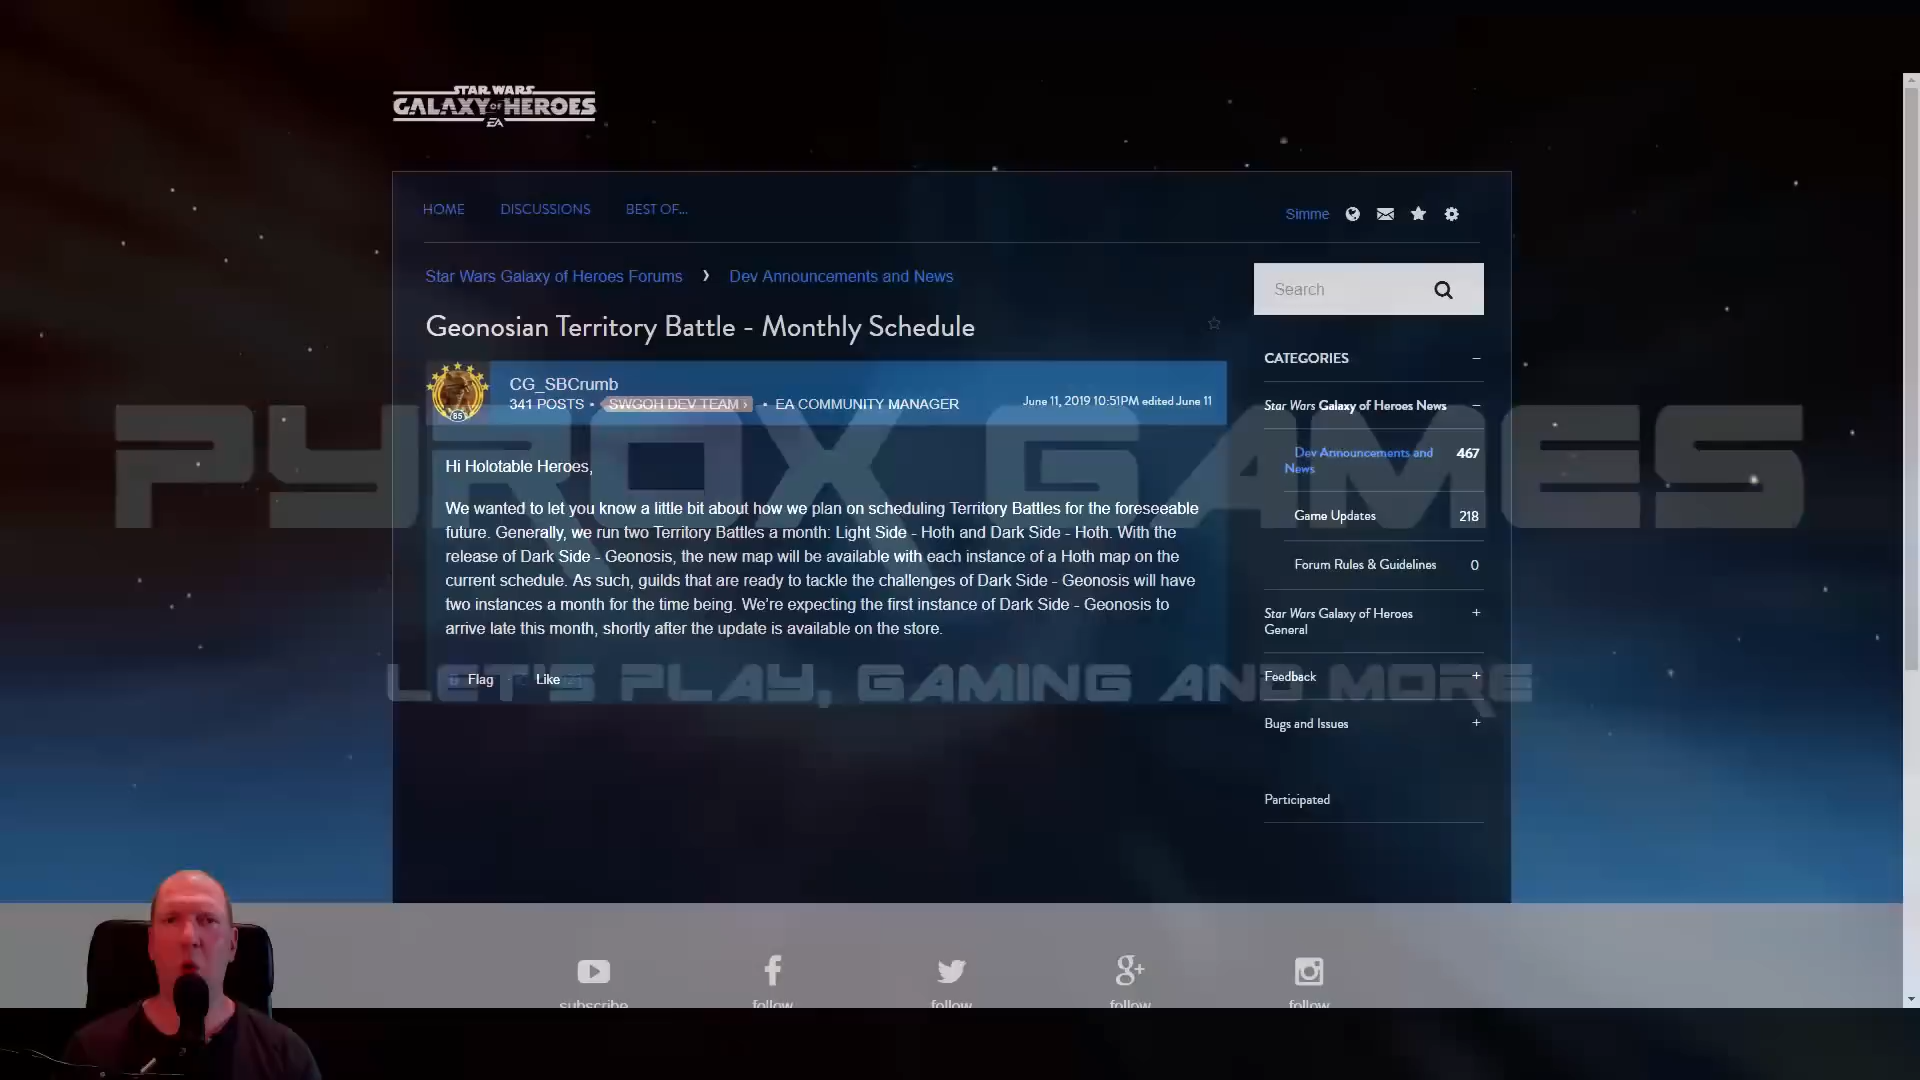 STAR WARS
GALAXY OF HEROES
EA
HOME DISCUSSIONS BEST OF...
Simme
Star Wars Galaxy of Heroes Forums › Dev Announcements and News
Search
Geonosian Territory Battle - Monthly Schedule
CG_SBCrumb
85
341 POSTS • SWGOH DEV TEAM › • EA COMMUNITY MANAGER
June 11, 2019 10:51PM edited June 11
Hi Holotable Heroes,
We wanted to let you know a little bit about how we plan on scheduling Territory Battles for the foreseeable
future. Generally, we run two Territory Battles a month: Light Side - Hoth and Dark Side - Hoth. With the
release of Dark Side - Geonosis, the new map will be available with each instance of a Hoth map on the
current schedule. As such, guilds that are ready to tackle the challenges of Dark Side - Geonosis will have
two instances a month for the time being. We're expecting the first instance of Dark Side - Geonosis to
arrive late this month, shortly after the update is available on the store.
Flag Like
CATEGORIES −
Star Wars Galaxy of Heroes News −
Dev Announcements and 467
News
Game Updates 218
Forum Rules & Guidelines 0
Star Wars Galaxy of Heroes +
General
Feedback +
Bugs and Issues +
Participated
PYROX GAMES
LET'S PLAY, GAMING AND MORE
subscribe follow follow follow follow